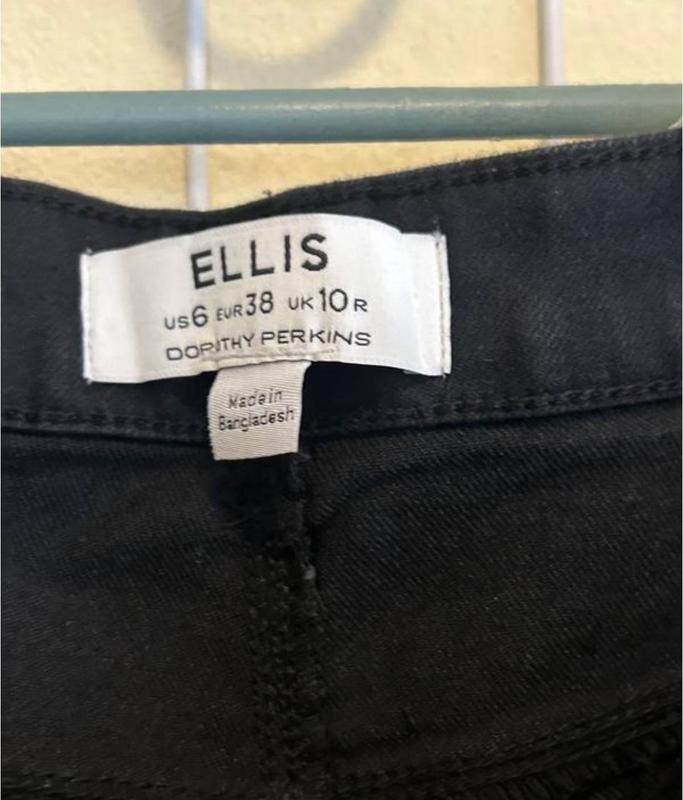 ELLIS
US6 EUR38 UK10R
DOROTHY PERKINS
Made in
Bangladesh